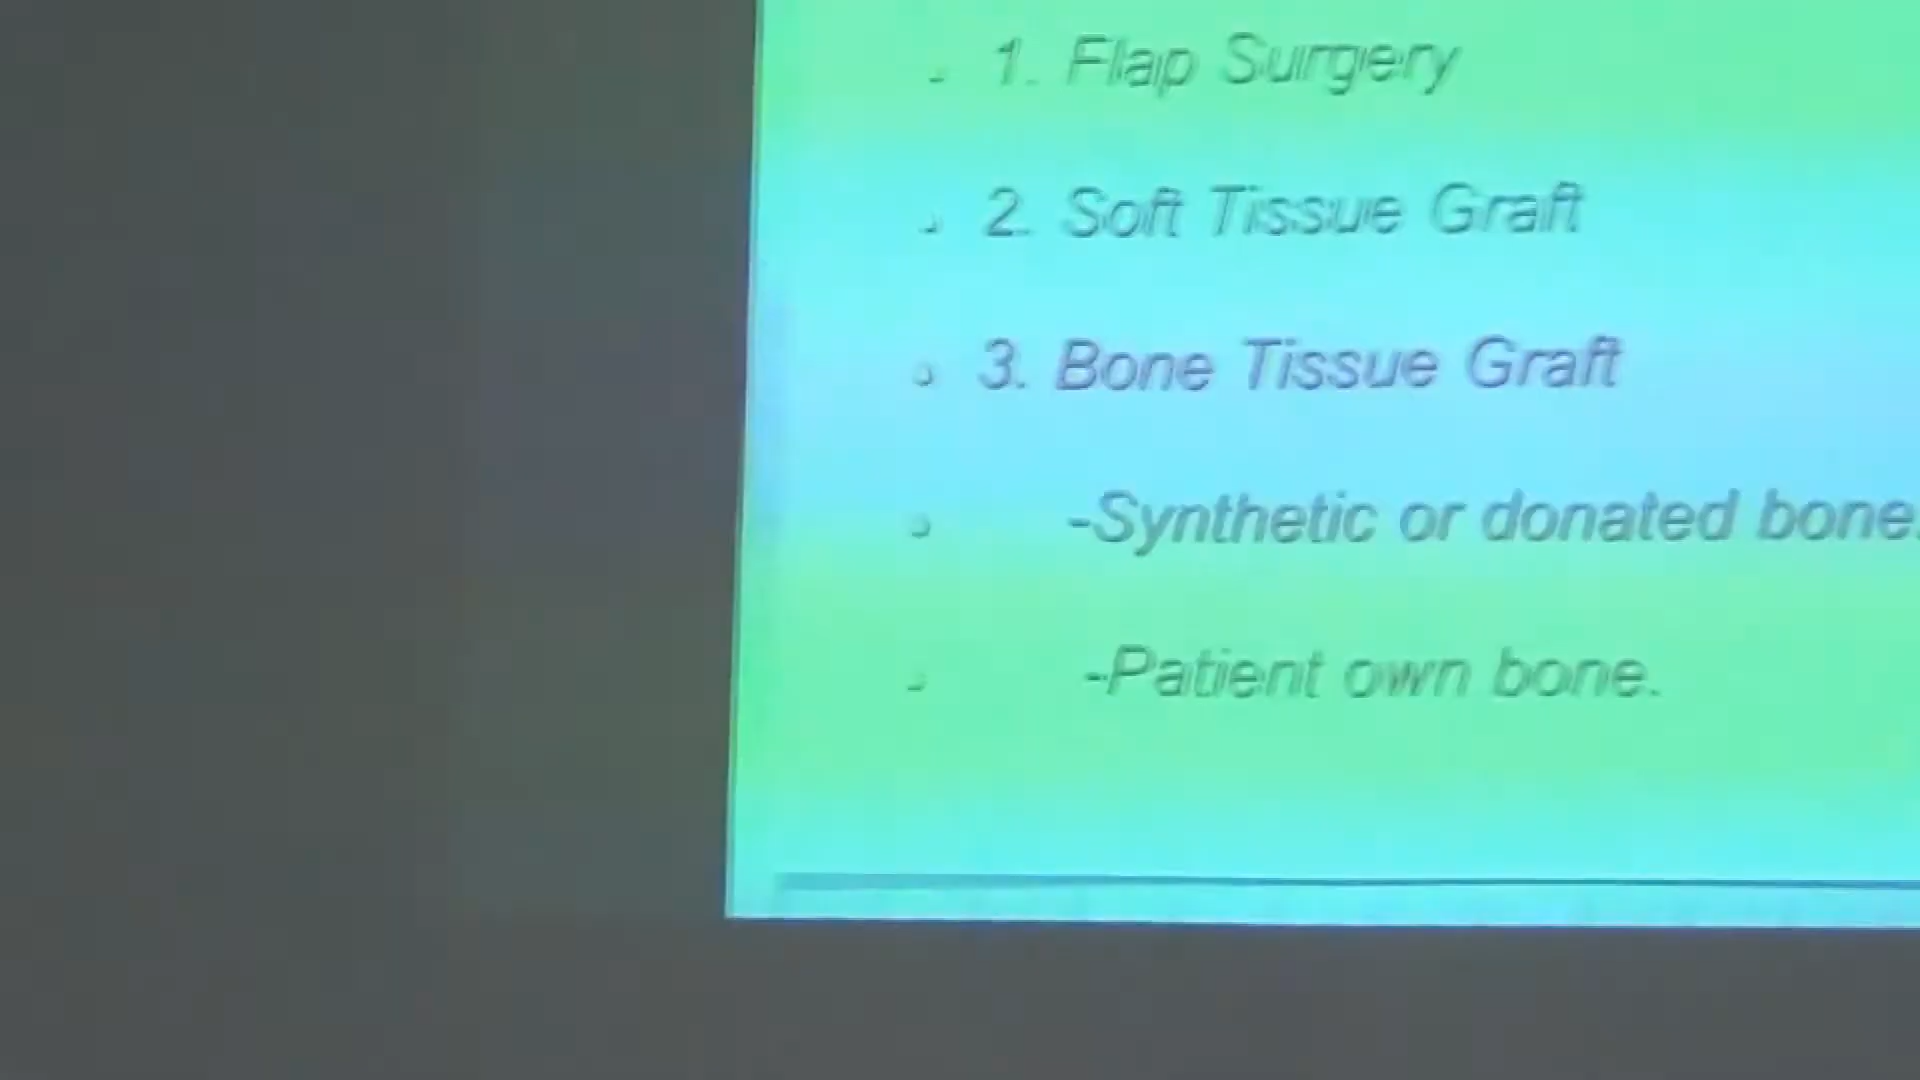 1. Flap Surgery
2. Soft Tissue Graft
3. Bone Tissue Graft
-Synthetic or donated bone.
-Patient own bone.